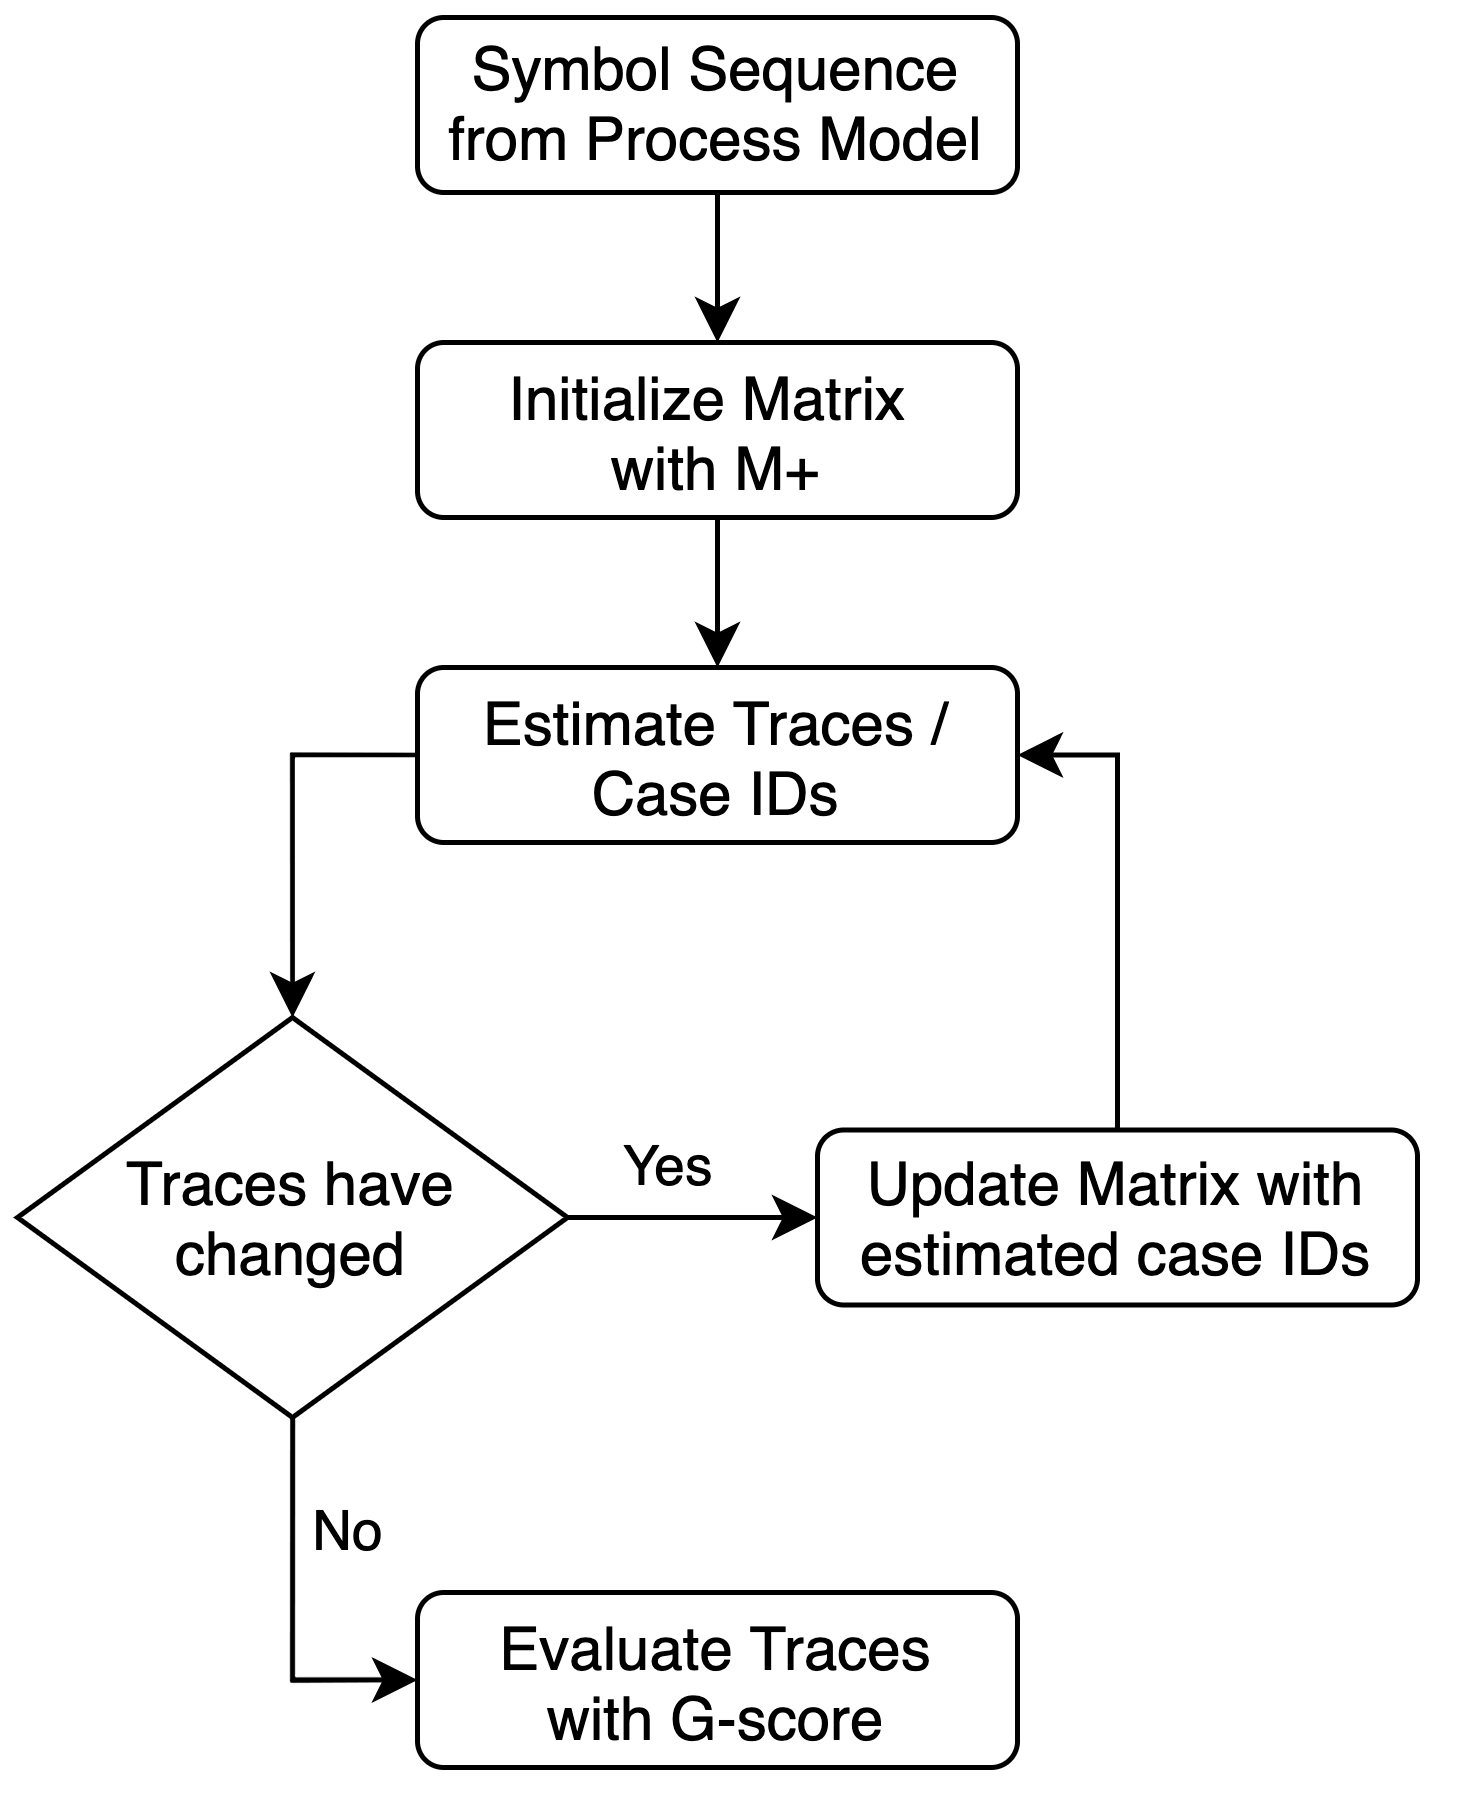 Symbol Sequence
from Process Model
Initialize Matrix
with M+
Estimate Traces /
Case IDs
Traces have
changed
Yes
Update Matrix with
estimated case IDs
No
Evaluate Traces
with G-score